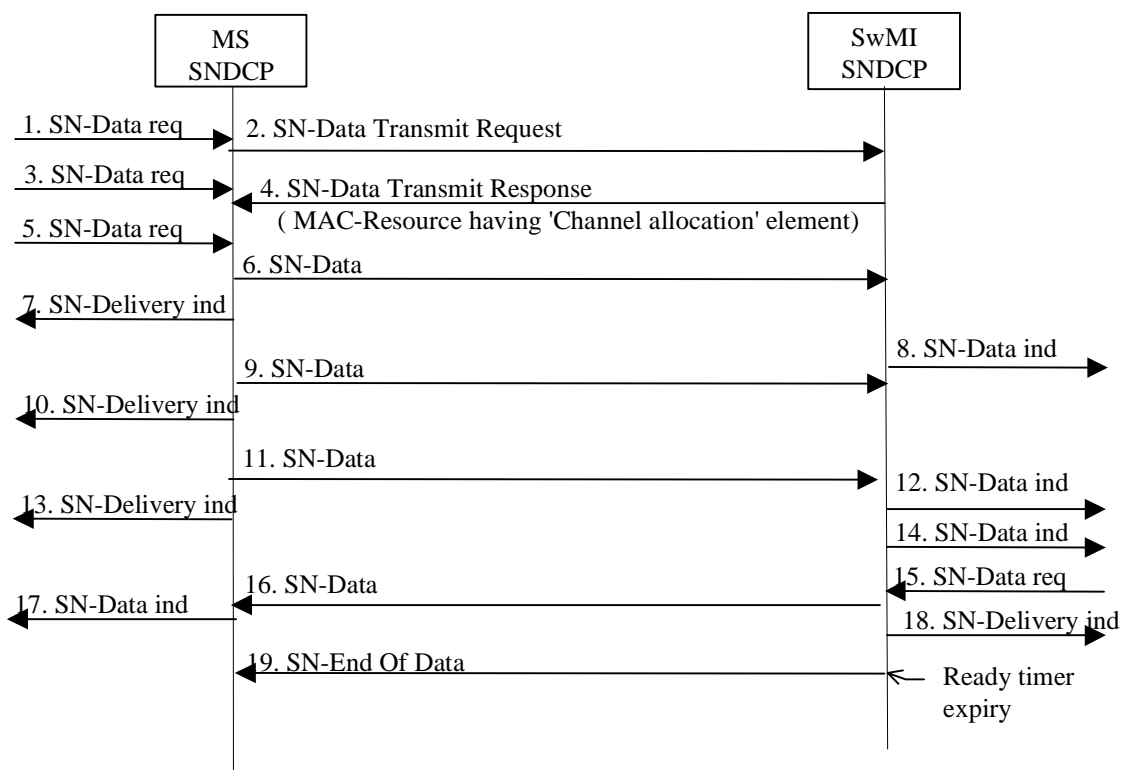 MS
SNDCP
SwMI
SNDCP
1. SN-Data req
2. SN-Data Transmit Request
3. SN-Data req
4. SN-Data Transmit Response
( MAC-Resource having 'Channel allocation' element)
5. SN-Data req
6. SN-Data
7. SN-Delivery ind
8. SN-Data ind
9. SN-Data
10. SN-Delivery ind
11. SN-Data
12. SN-Data ind
13. SN-Delivery ind
14. SN-Data ind
15. SN-Data req
16. SN-Data
17. SN-Data ind
18. SN-Delivery ind
19. SN-End Of Data
Ready timer
expiry